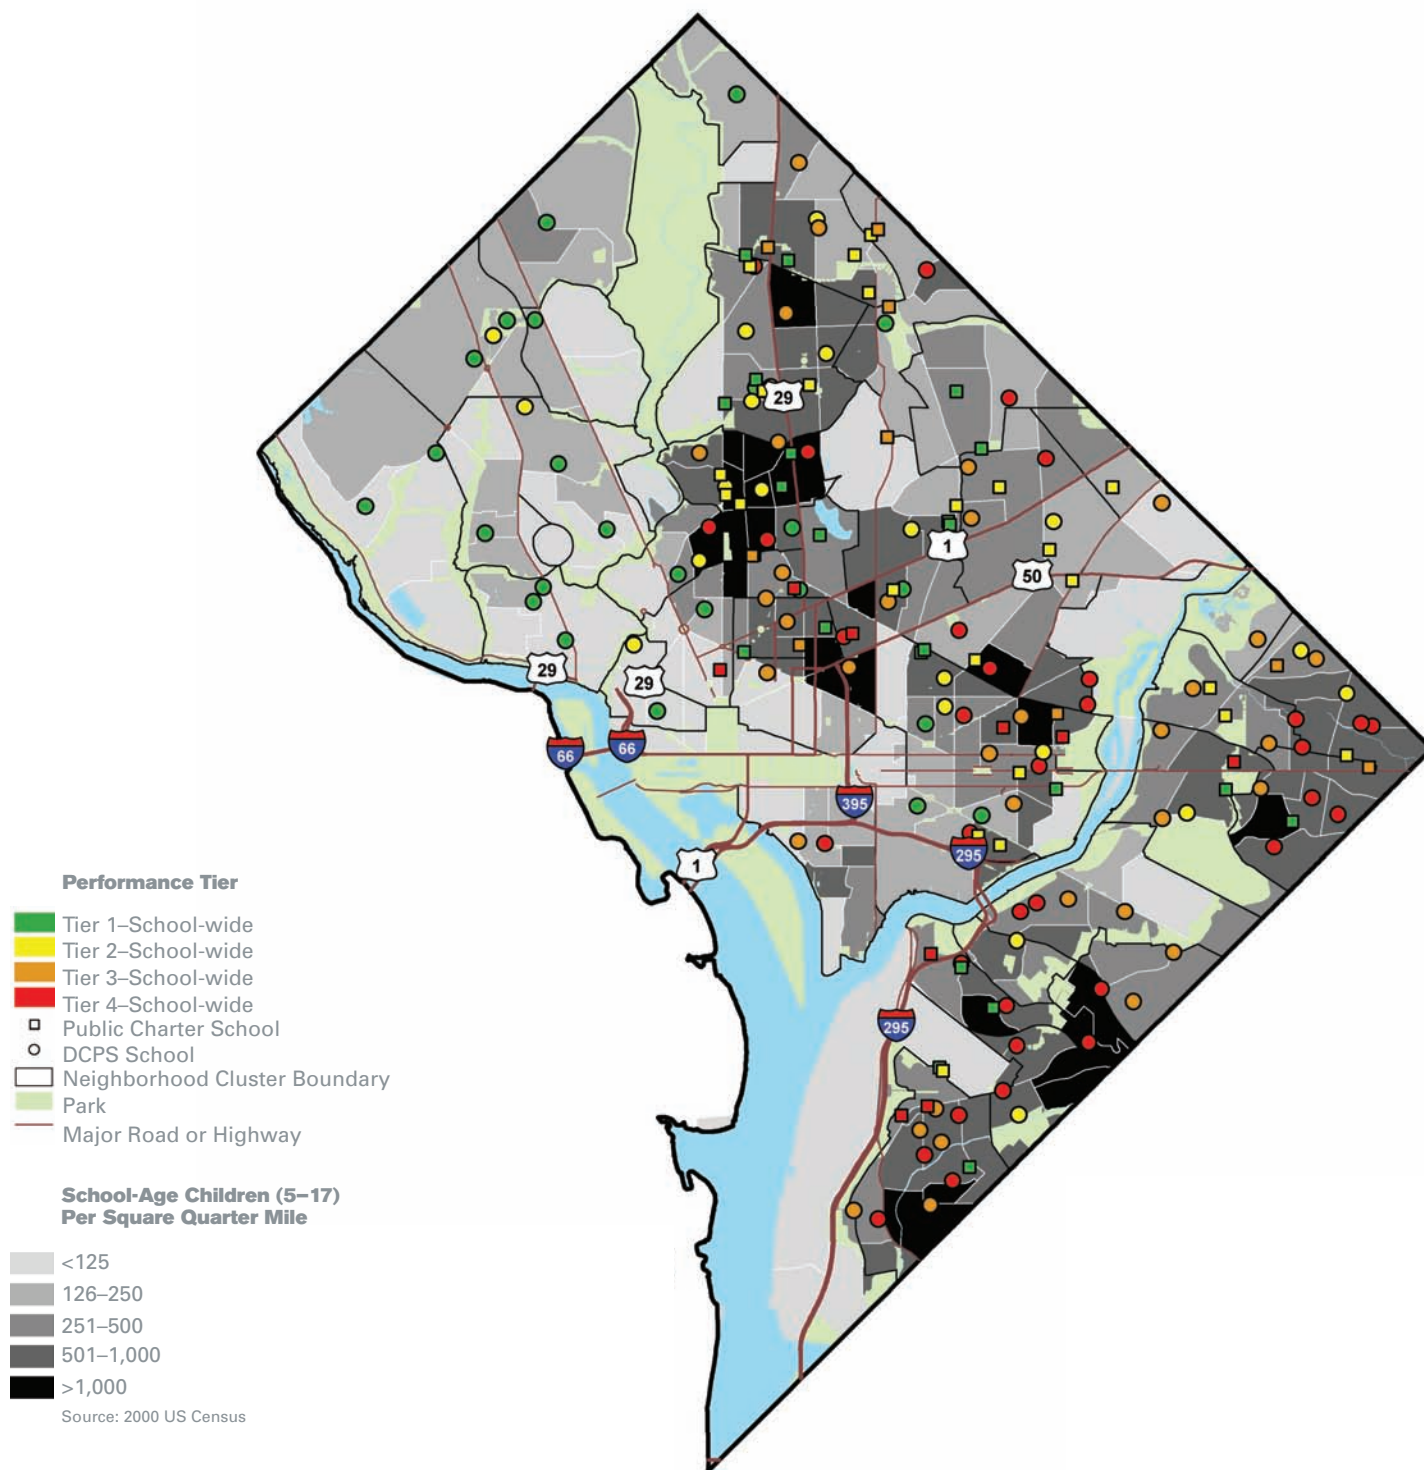 29
1
50
29
29
66
66
395
295
1
295
Performance Tier
Tier 1–School-wide
Tier 2–School-wide
Tier 3–School-wide
Tier 4–School-wide
Public Charter School
DCPS School
Neighborhood Cluster Boundary
Park
Major Road or Highway
School-Age Children (5–17)
Per Square Quarter Mile
<125
126–250
251–500
501–1,000
>1,000
Source: 2000 US Census